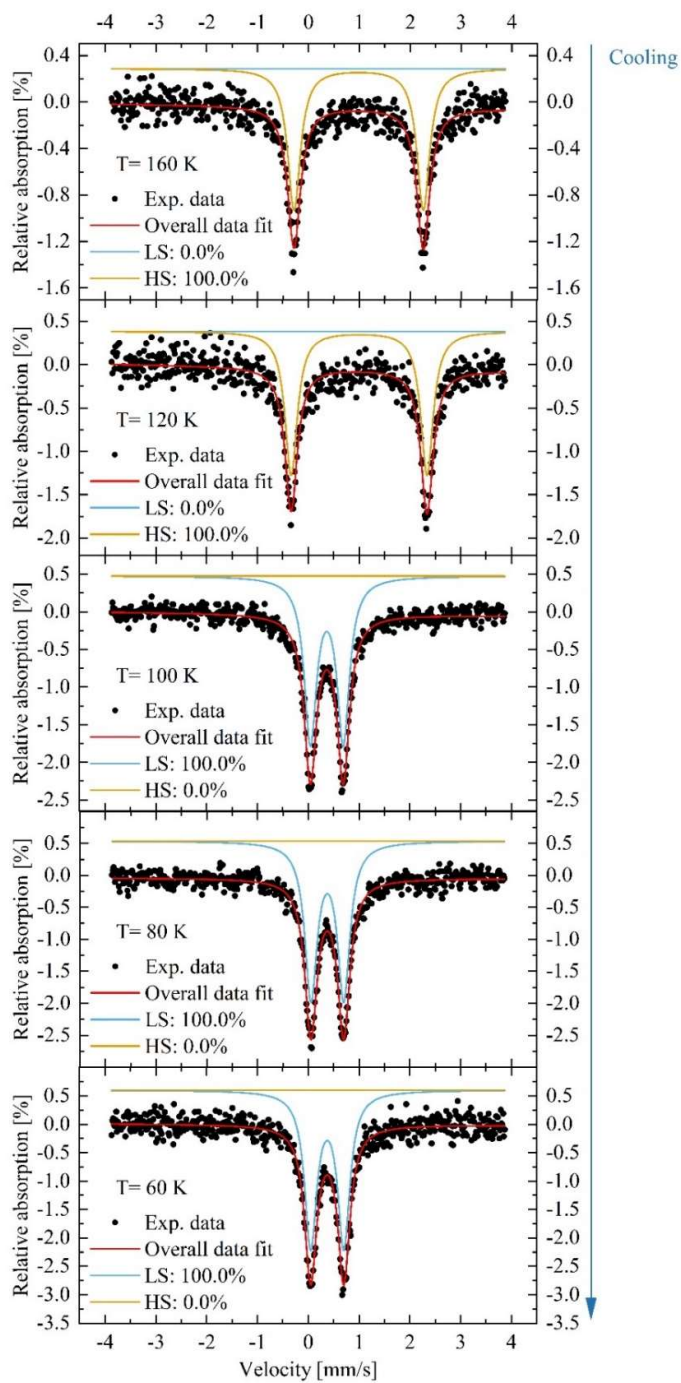 -4 -3 -2 -1 0 1 2 3 4
Cooling
Relative absorption [%]
0.4 0.4
0.0 0.0
-0.4 -0.4
-0.8 -0.8
-1.2 -1.2
-1.6 -1.6
T= 160 K
Exp. data
Overall data fit
LS: 0.0%
HS: 100.0%
Relative absorption [%]
0.5 0.5
0.0 0.0
-0.5 -0.5
-1.0 -1.0
-1.5 -1.5
-2.0 -2.0
T= 120 K
Exp. data
Overall data fit
LS: 0.0%
HS: 100.0%
Relative absorption [%]
0.5 0.5
0.0 0.0
-0.5 -0.5
-1.0 -1.0
-1.5 -1.5
-2.0 -2.0
-2.5 -2.5
T= 100 K
Exp. data
Overall data fit
LS: 100.0%
HS: 0.0%
Relative absorption [%]
0.5 0.5
0.0 0.0
-0.5 -0.5
-1.0 -1.0
-1.5 -1.5
-2.0 -2.0
-2.5 -2.5
T= 80 K
Exp. data
Overall data fit
LS: 100.0%
HS: 0.0%
Relative absorption [%]
0.5 0.5
0.0 0.0
-0.5 -0.5
-1.0 -1.0
-1.5 -1.5
-2.0 -2.0
-2.5 -2.5
-3.0 -3.0
-3.5 -3.5
T= 60 K
Exp. data
Overall data fit
LS: 100.0%
HS: 0.0%
-4 -3 -2 -1 0 1 2 3 4
Velocity [mm/s]